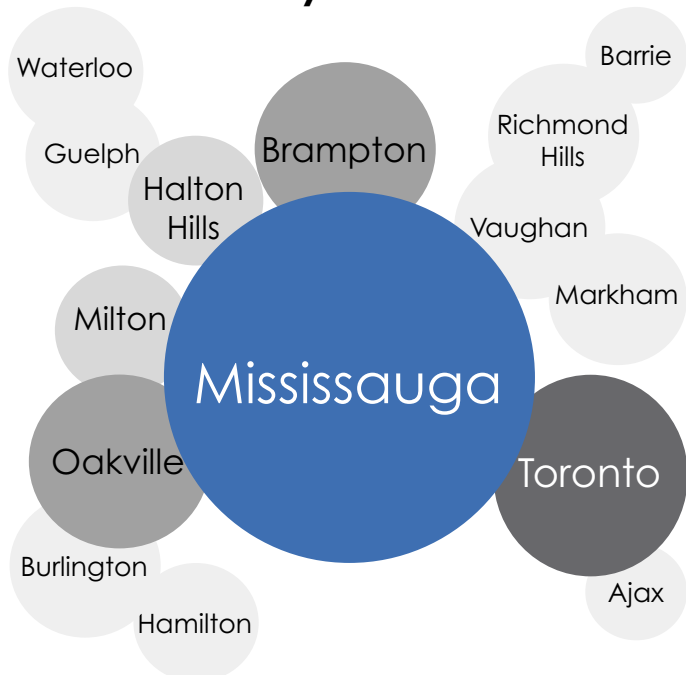 Waterloo
Barrie
Richmond
Hills
Guelph
Brampton
Halton
Hills
Vaughan
Markham
Milton
Mississauga
Oakville
Toronto
Burlington
Ajax
Hamilton